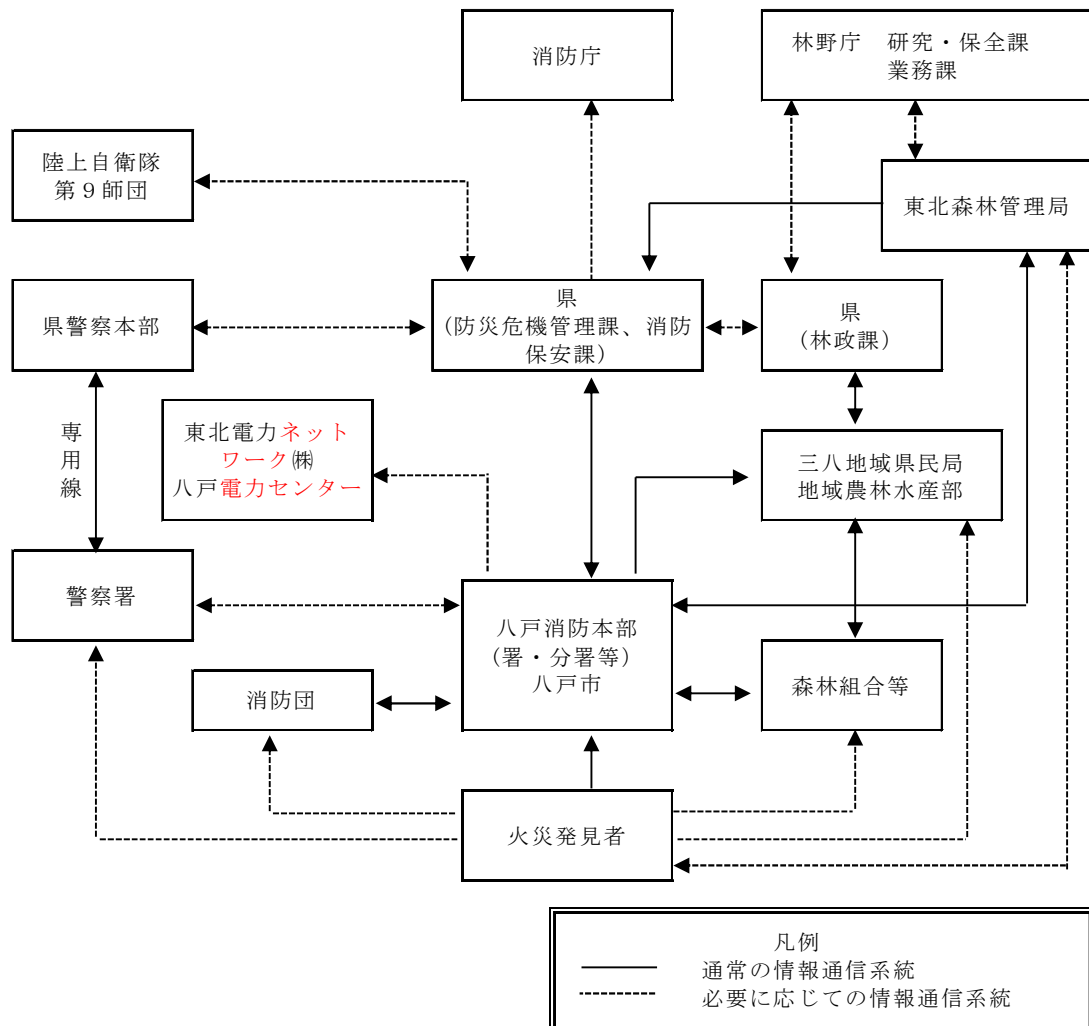 消防庁
林野庁　研究・保全課
業務課
陸上自衛隊
第９師団
東北森林管理局
県警察本部
県
(防災危機管理課、消防
保安課)
県
(林政課)
専用線
東北電力ネット
ワーク㈱
八戸電力センター
三八地域県民局
地域農林水産部
警察署
八戸消防本部
(署・分署等)
八戸市
消防団
森林組合等
火災発見者
凡例
通常の情報通信系統
必要に応じての情報通信系統